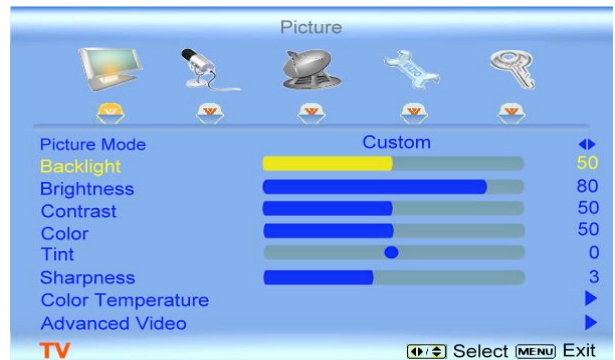 Picture
Picture Mode Custom
Backlight 50
Brightness 80
Contrast 50
Color 50
Tint 0
Sharpness 3
Color Temperature
Advanced Video
TV Select MENU Exit